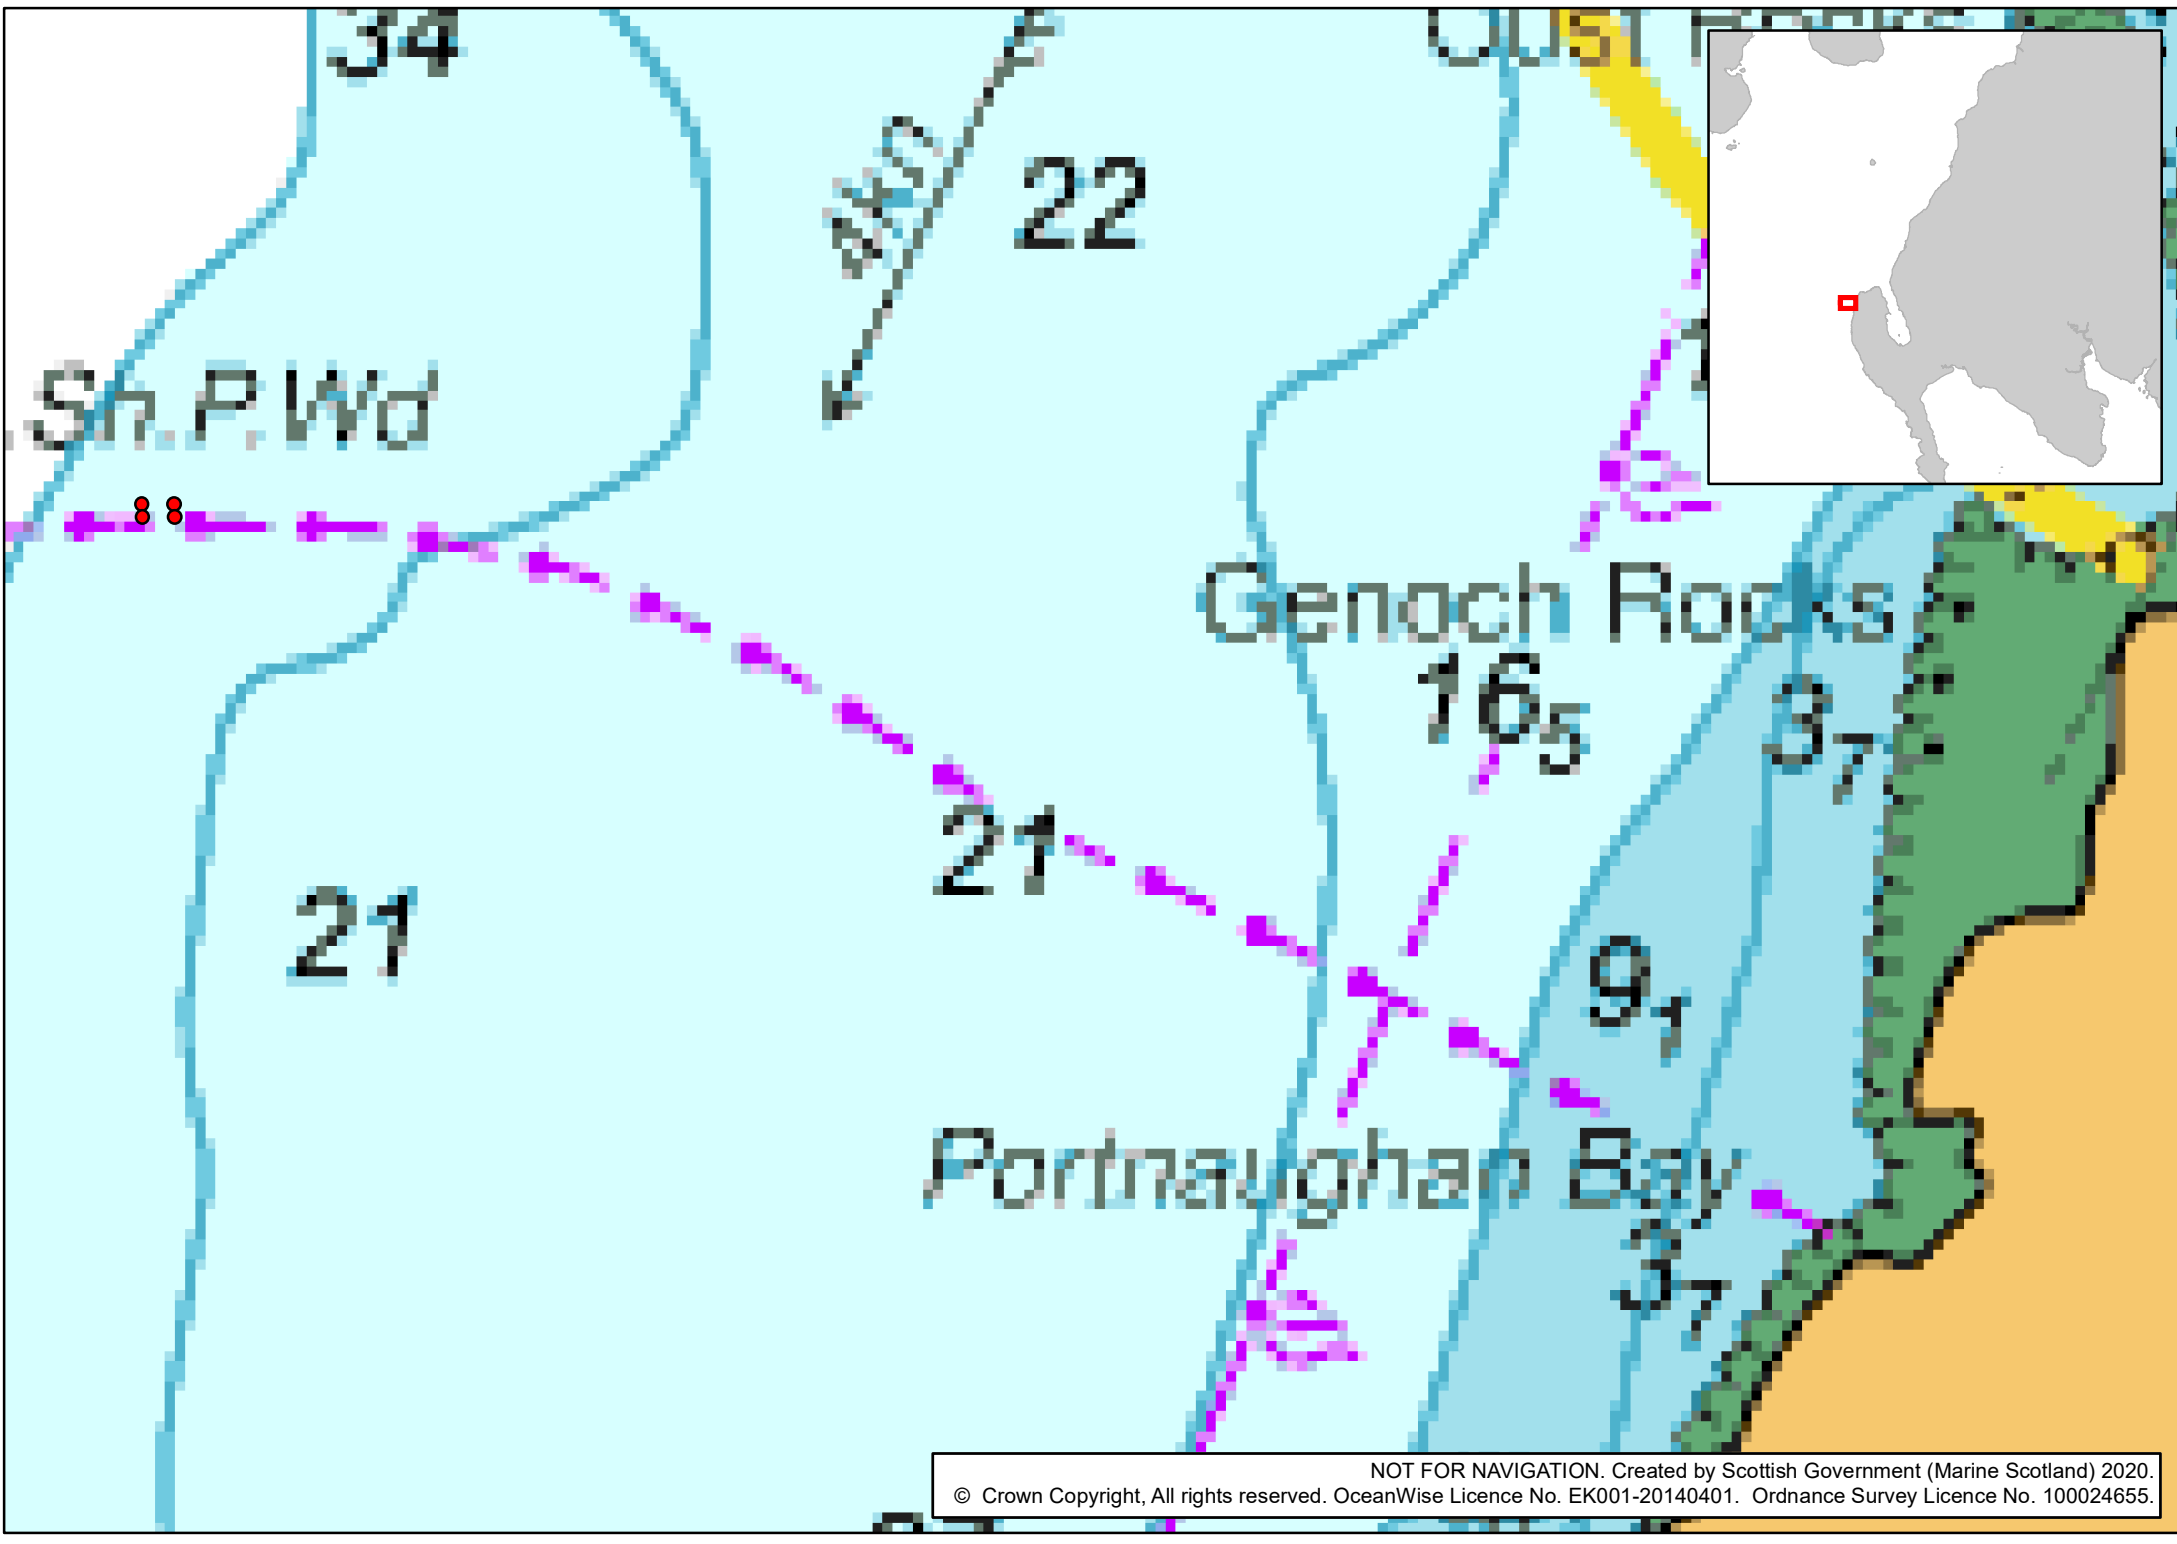 34
4kn
22
.Sh.P.Wd
Genoch Rocks
16₅
3₇
21
21
9₁
Portnaughan Bay
3₇
NOT FOR NAVIGATION. Created by Scottish Government (Marine Scotland) 2020.
© Crown Copyright, All rights reserved. OceanWise Licence No. EK001-20140401. Ordnance Survey Licence No. 100024655.